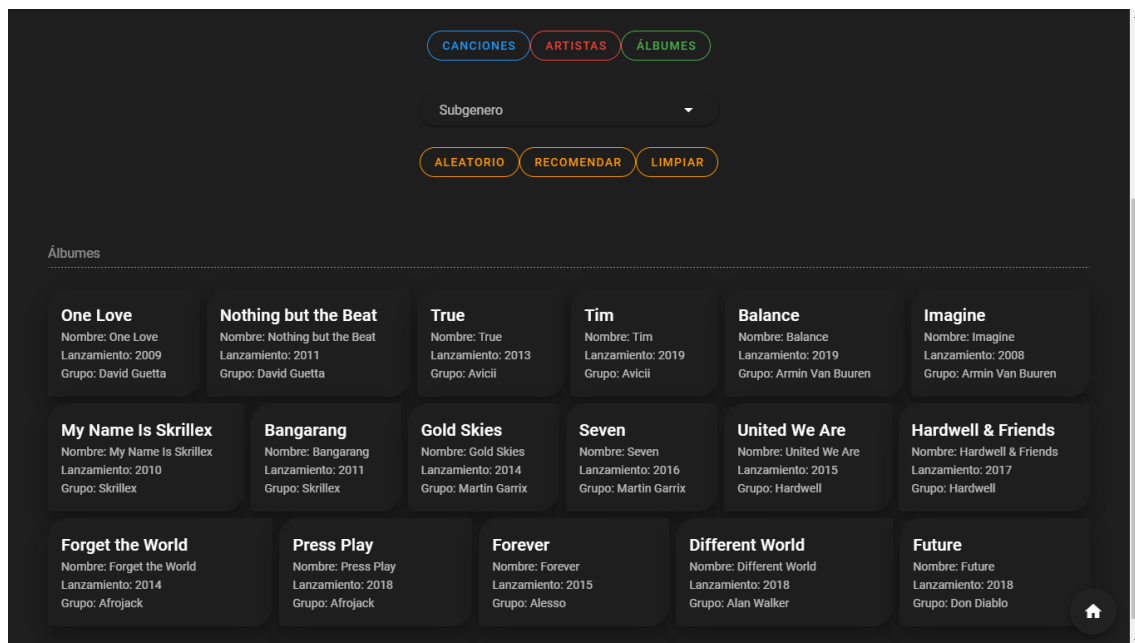 CANCIONES ARTISTAS ÁLBUMES
Subgenero
ALEATORIO RECOMENDAR LIMPIAR
Álbumes
One Love
Nombre: One Love
Lanzamiento: 2009
Grupo: David Guetta
Nothing but the Beat
Nombre: Nothing but the Beat
Lanzamiento: 2011
Grupo: David Guetta
True
Nombre: True
Lanzamiento: 2013
Grupo: Avicii
Tim
Nombre: Tim
Lanzamiento: 2019
Grupo: Avicii
Balance
Nombre: Balance
Lanzamiento: 2019
Grupo: Armin Van Buuren
Imagine
Nombre: Imagine
Lanzamiento: 2008
Grupo: Armin Van Buuren
My Name Is Skrillex
Nombre: My Name Is Skrillex
Lanzamiento: 2010
Grupo: Skrillex
Bangarang
Nombre: Bangarang
Lanzamiento: 2011
Grupo: Skrillex
Gold Skies
Nombre: Gold Skies
Lanzamiento: 2014
Grupo: Martin Garrix
Seven
Nombre: Seven
Lanzamiento: 2016
Grupo: Martin Garrix
United We Are
Nombre: United We Are
Lanzamiento: 2015
Grupo: Hardwell
Hardwell & Friends
Nombre: Hardwell & Friends
Lanzamiento: 2017
Grupo: Hardwell
Forget the World
Nombre: Forget the World
Lanzamiento: 2014
Grupo: Afrojack
Press Play
Nombre: Press Play
Lanzamiento: 2018
Grupo: Afrojack
Forever
Nombre: Forever
Lanzamiento: 2015
Grupo: Alesso
Different World
Nombre: Different World
Lanzamiento: 2018
Grupo: Alan Walker
Future
Nombre: Future
Lanzamiento: 2018
Grupo: Don Diablo